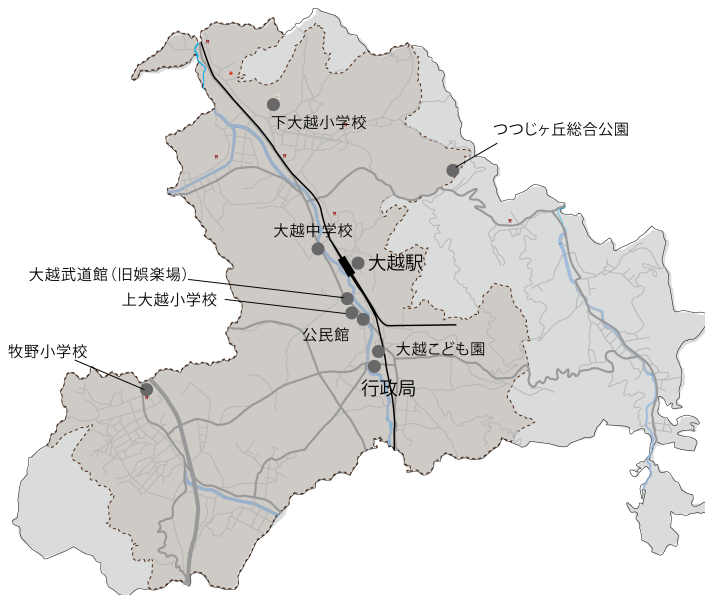 下大越小学校
つつじヶ丘総合公園
大越中学校
大越駅
大越武道館（旧娯楽場）
上大越小学校
公民館
大越こども園
牧野小学校
行政局